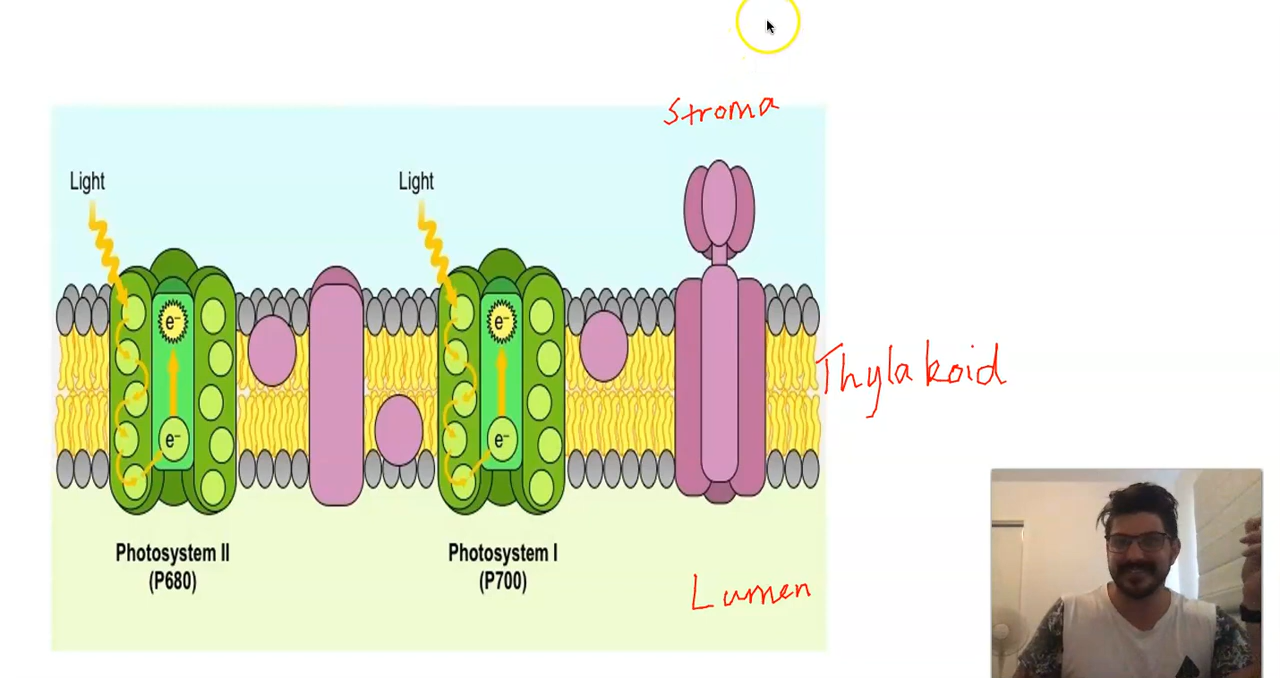 Stroma
Light
Light
e-
e-
Thylakoid
e-
e-
Photosystem II
(P680)
Photosystem I
(P700)
Lumen